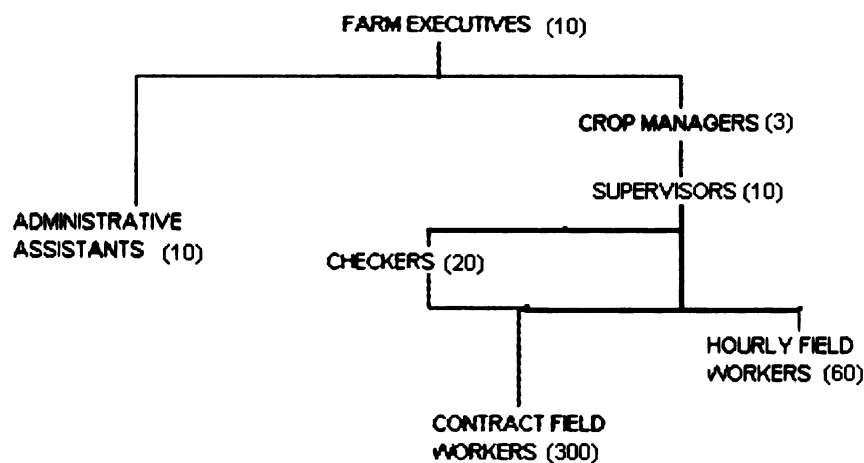 FARM EXECUTIVES (10)
CROP MANAGERS (3)
SUPERVISORS (10)
ADMINISTRATIVE
ASSISTANTS (10)
CHECKERS (20)
HOURLY FIELD
WORKERS (60)
CONTRACT FIELD
WORKERS (300)